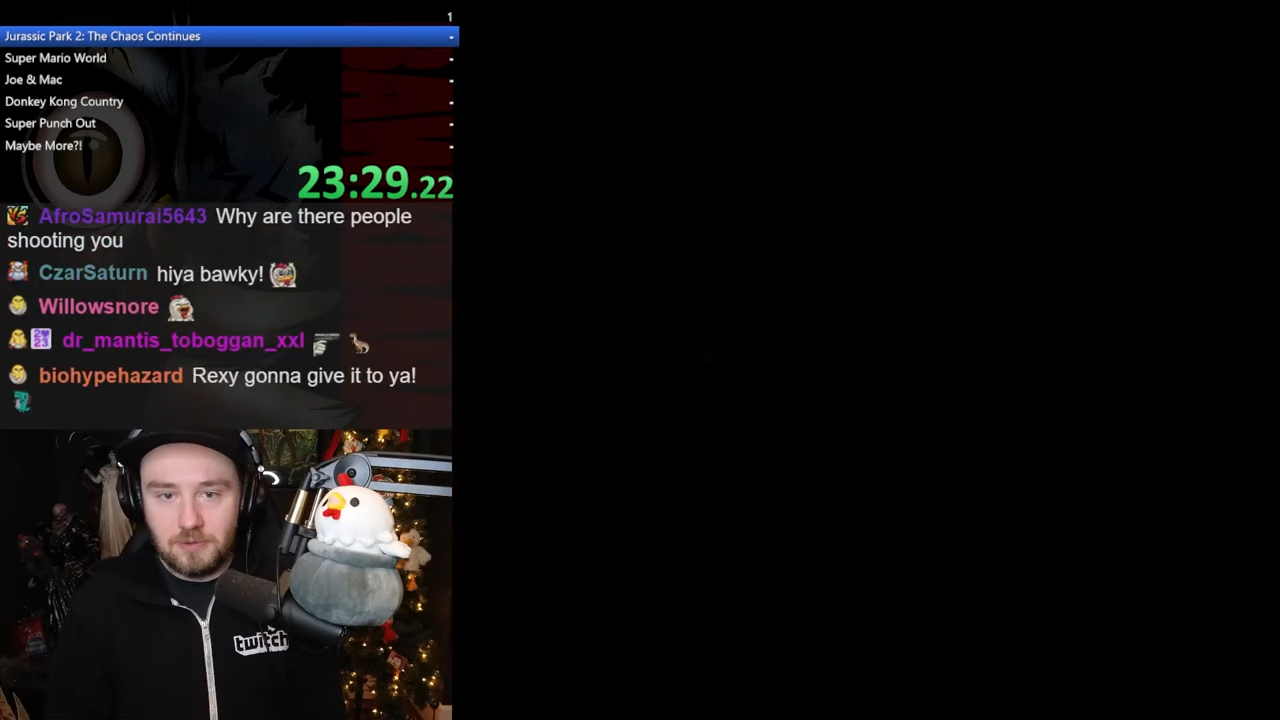 1
Jurassic Park 2: The Chaos Continues -
Super Mario World -
Joe & Mac -
Donkey Kong Country -
Super Punch Out -
Maybe More?! -
23:29.22
AfroSamurai5643 Why are there people
shooting you
CzarSaturn hiya bawky!
Willowsnore
dr_mantis_toboggan_xxl
biohypehazard Rexy gonna give it to ya!
twitch